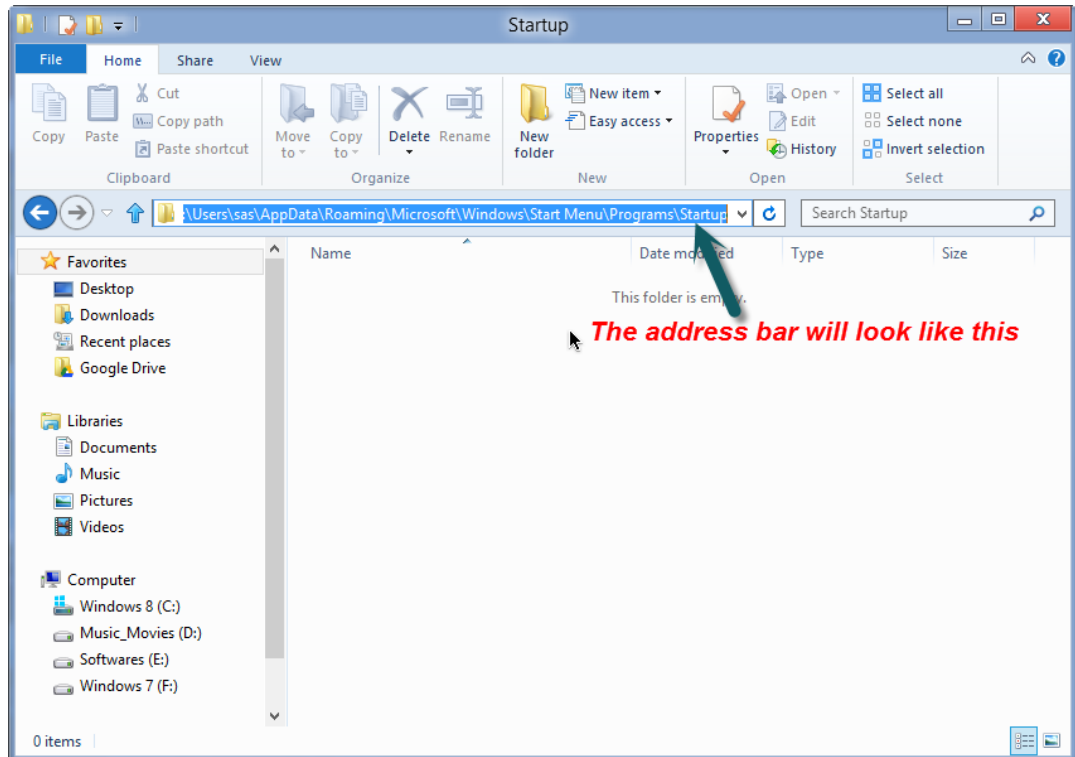 Startup
File Home Share View
Copy Paste Cut Copy path Paste shortcut
Clipboard
Move to Copy to Delete Rename
Organize
New folder New item Easy access
New
Properties Open Edit History
Open
Select all Select none Invert selection
Select
:\Users\sas\AppData\Roaming\Microsoft\Windows\Start Menu\Programs\Startup
Search Startup
Name Date modified Type Size
This folder is empty.
The address bar will look like this
Favorites
Desktop
Downloads
Recent places
Google Drive
Libraries
Documents
Music
Pictures
Videos
Computer
Windows 8 (C:)
Music_Movies (D:)
Softwares (E:)
Windows 7 (F:)
0 items